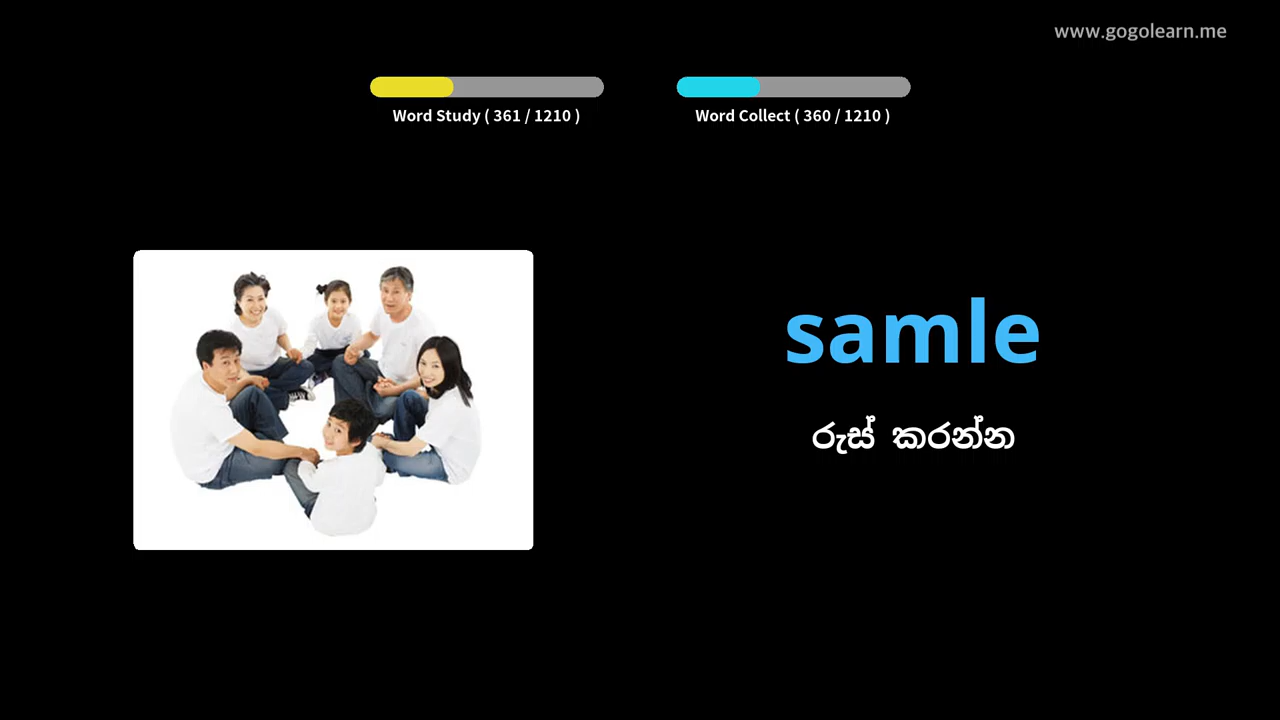 www.gogolearn.me
Word Study ( 361 / 1210 )
Word Collect ( 360 / 1210 )
samle
රුස් කරන්න